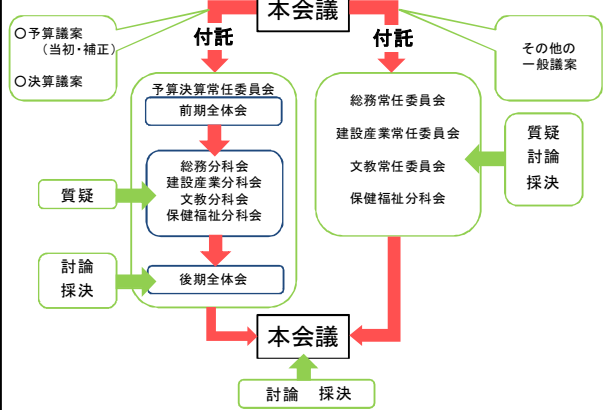 本会議
付託
付託
〇予算議案
（当初・補正）
〇決算議案
その他の
一般議案
予算決算常任委員会
前期全体会
総務分科会
建設産業分科会
文教分科会
保健福祉分科会
後期全体会
質疑
討論
採決
総務常任委員会
建設産業常任委員会
文教常任委員会
保健福祉常任委員会
質疑
討論
採決
本会議
討論　採決